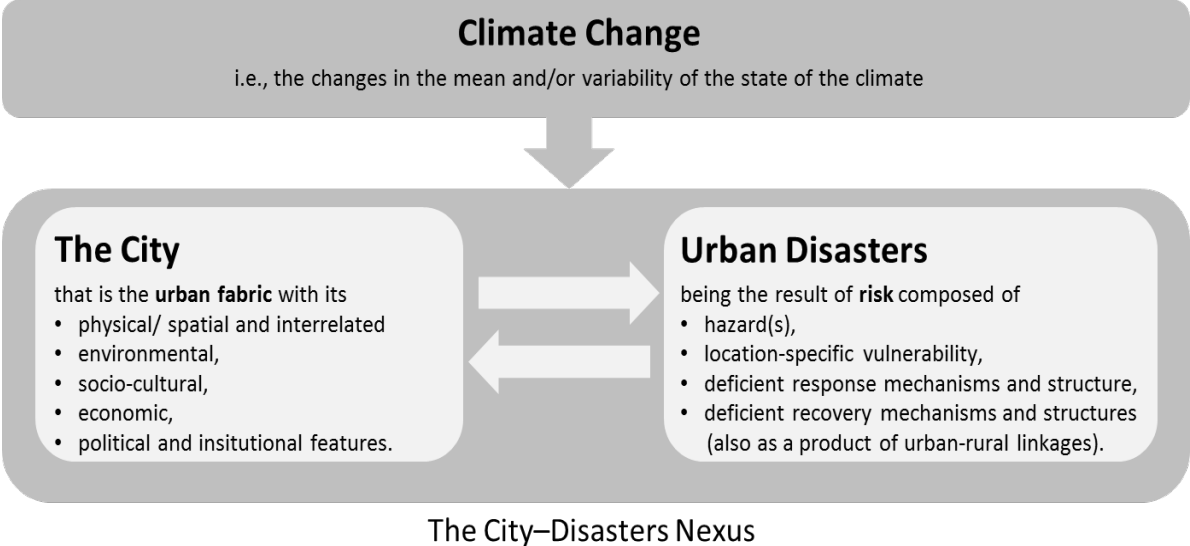 Climate Change
i.e., the changes in the mean and/or variability of the state of the climate
The City
that is the urban fabric with its
• physical/ spatial and interrelated
• environmental,
• socio-cultural,
• economic,
• political and insitutional features.
Urban Disasters
being the result of risk composed of
• hazard(s),
• location-specific vulnerability,
• deficient response mechanisms and structure,
• deficient recovery mechanisms and structures
(also as a product of urban-rural linkages).
The City–Disasters Nexus